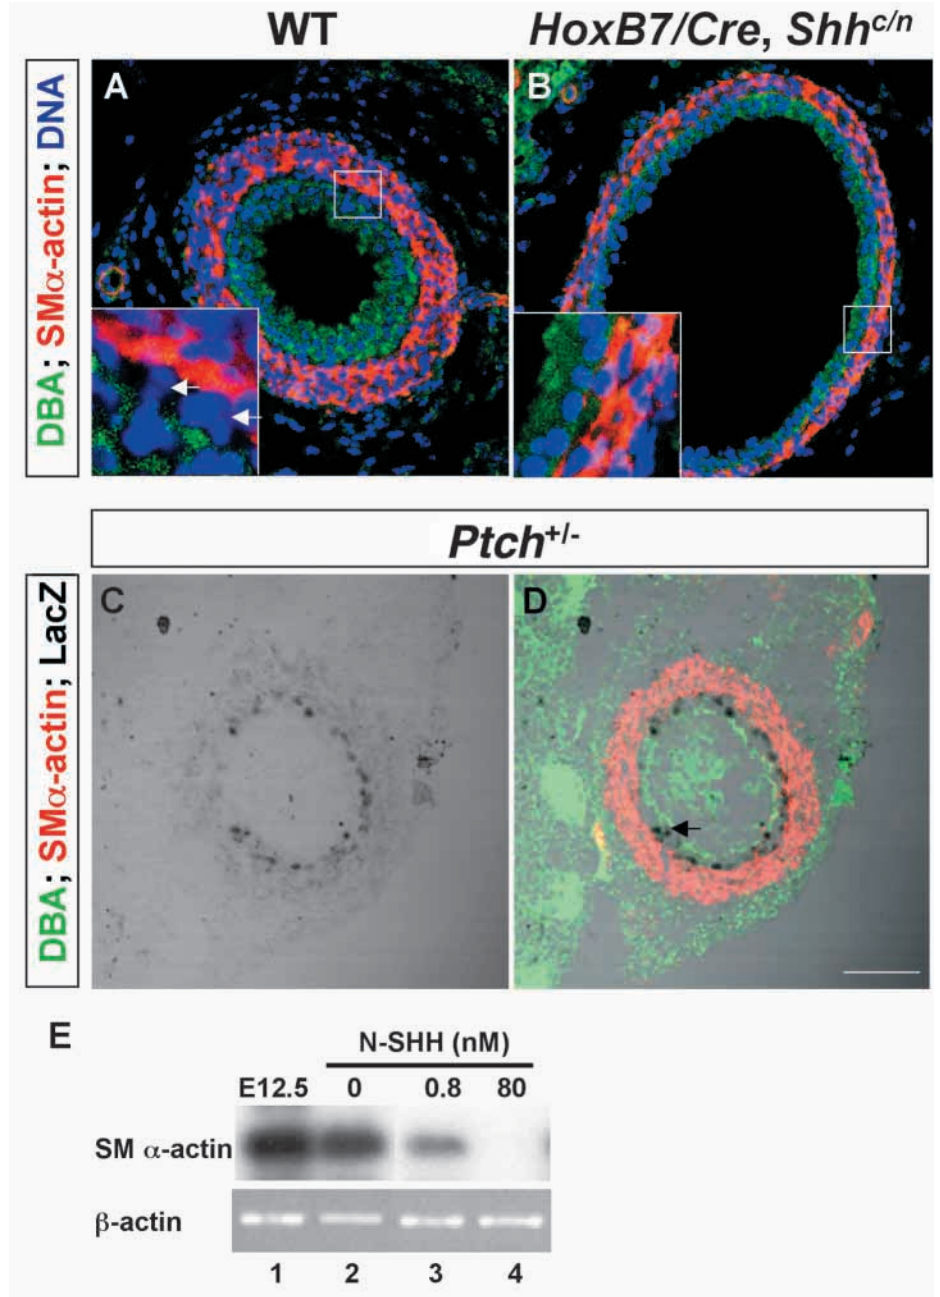 WT
HoxB7/Cre, Shhc/n
DBA; SMα-actin; DNA
A
B
Ptch+/-
DBA; SMα-actin; LacZ
C
D
E
N-SHH (nM)
E12.5 0 0.8 80
SM α-actin
β-actin
1 2 3 4